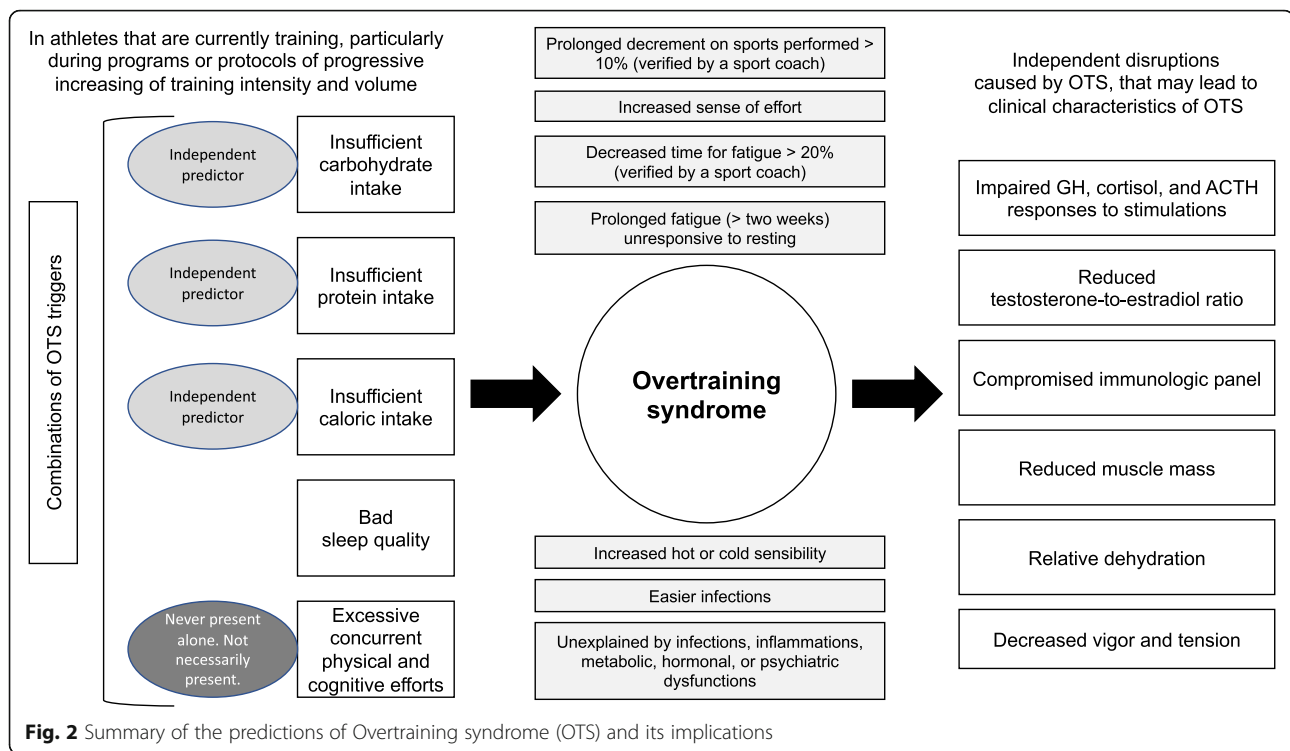 In athletes that are currently training, particularly
during programs or protocols of progressive
increasing of training intensity and volume
Combinations of OTS triggers
Independent
predictor
Insufficient
carbohydrate
intake
Independent
predictor
Insufficient
protein intake
Independent
predictor
Insufficient
caloric intake
Bad
sleep quality
Never present
alone. Not
necessarily
present.
Excessive
concurrent
physical and
cognitive efforts
Prolonged decrement on sports performed >
10% (verified by a sport coach)
Increased sense of effort
Decreased time for fatigue > 20%
(verified by a sport coach)
Prolonged fatigue (> two weeks)
unresponsive to resting
Overtraining
syndrome
Increased hot or cold sensibility
Easier infections
Unexplained by infections, inflammations,
metabolic, hormonal, or psychiatric
dysfunctions
Independent disruptions
caused by OTS, that may lead to
clinical characteristics of OTS
Impaired GH, cortisol, and ACTH
responses to stimulations
Reduced
testosterone-to-estradiol ratio
Compromised immunologic panel
Reduced muscle mass
Relative dehydration
Decreased vigor and tension
Fig. 2 Summary of the predictions of Overtraining syndrome (OTS) and its implications